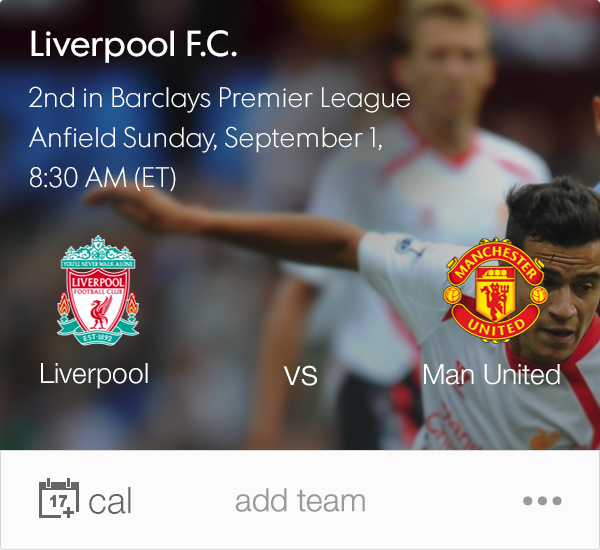 Liverpool F.C.
2nd in Barclays Premier League
Anfield Sunday, September 1,
8:30 AM (ET)
YOU'LL NEVER WALK ALONE
LIVERPOOL
FOOTBALL CLUB
EST·1892
MANCHESTER
UNITED
Liverpool
vs
Man United
17
cal
add team